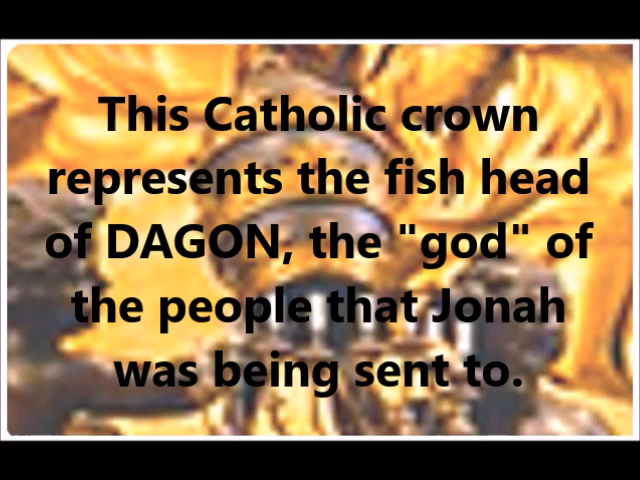 This Catholic crown
represents the fish head
of DAGON, the "god" of
the people that Jonah
was being sent to.